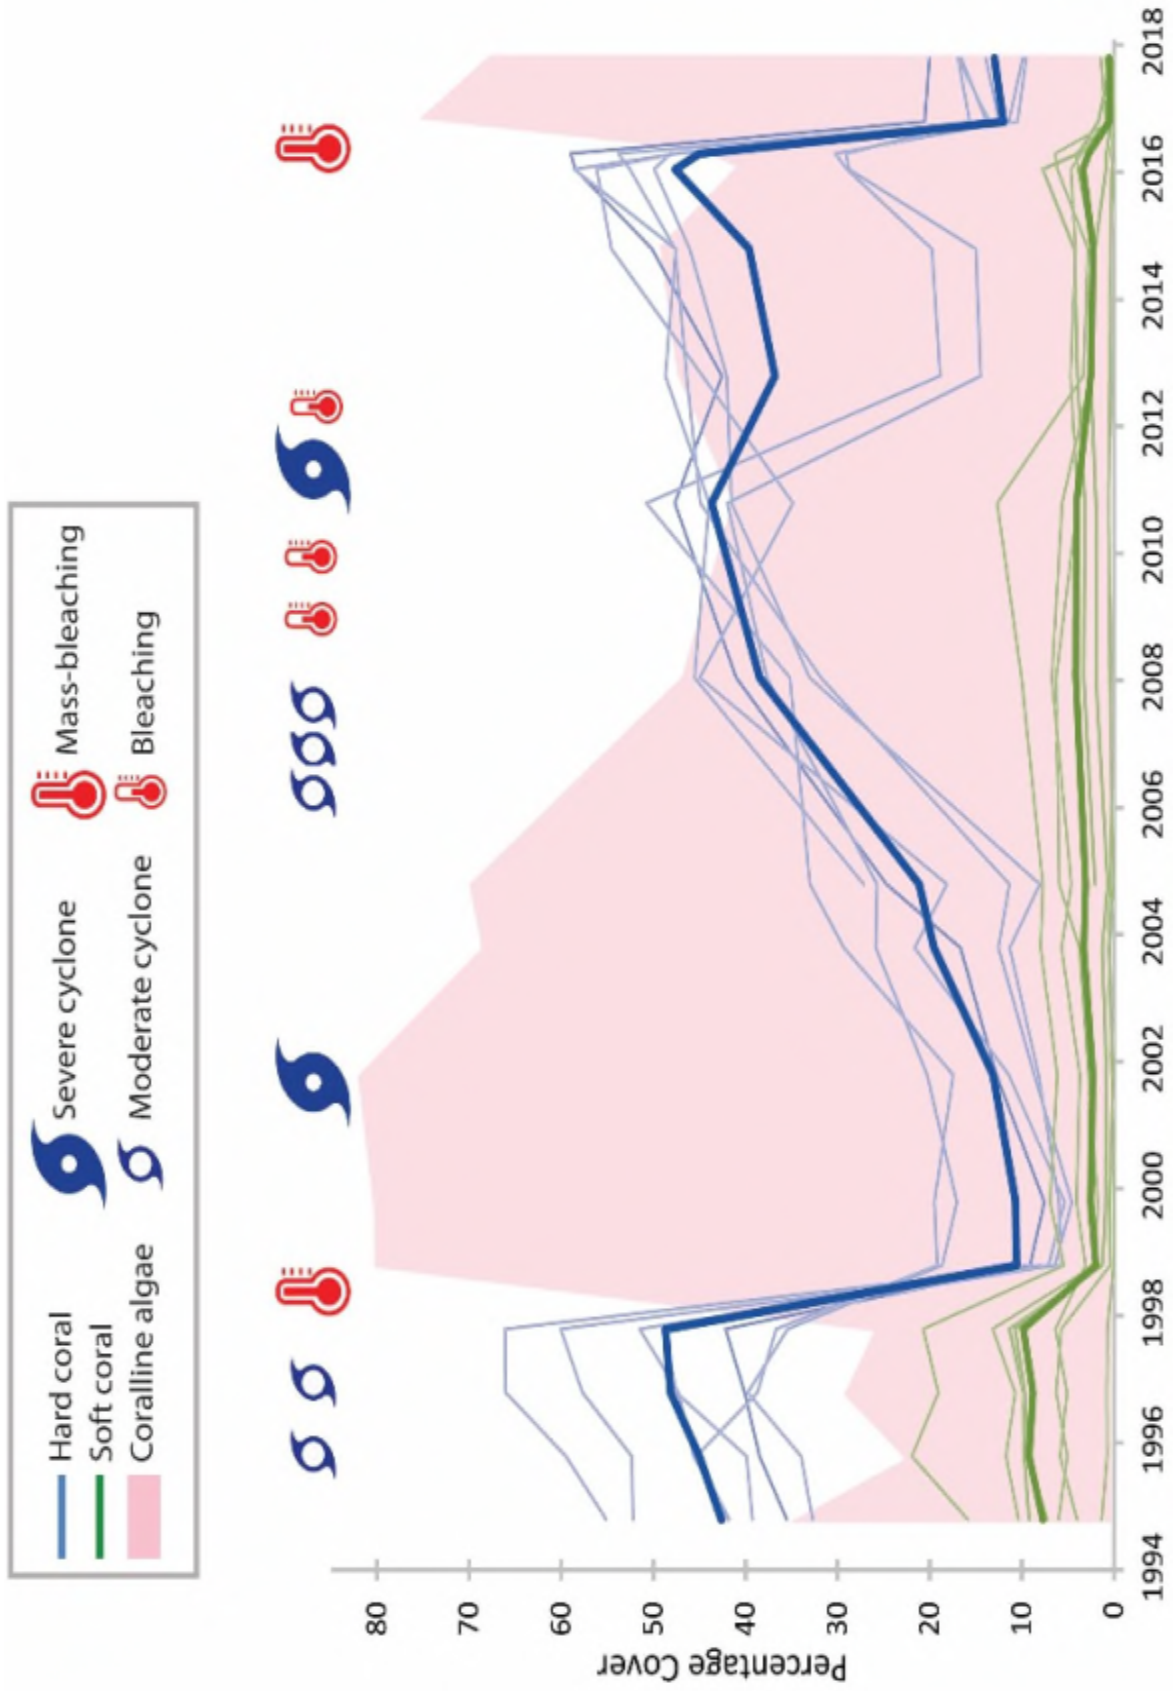 Hard coral
Soft coral
Coralline algae
Severe cyclone
Moderate cyclone
Mass-bleaching
Bleaching
Percentage Cover
80
70
60
50
40
30
20
10
0
1994 1996 1998 2000 2002 2004 2006 2008 2010 2012 2014 2016 2018